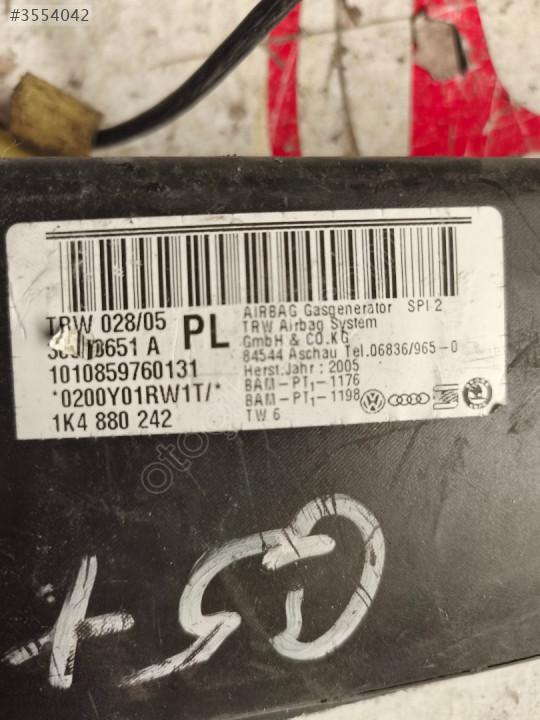 #3554042
TRW 028/05
PL
1010859760131
*0200Y01RW1T/*
1K4 880 242
AIRBAG Gasgenerator SPI 2
TRW Airbag System
GmbH & CO.KG
84544 Aschau Tel.06836/965-0
Herst.Jahr: 2005
BAM-PT1-1176
BAM-PT1-1198
TW 6